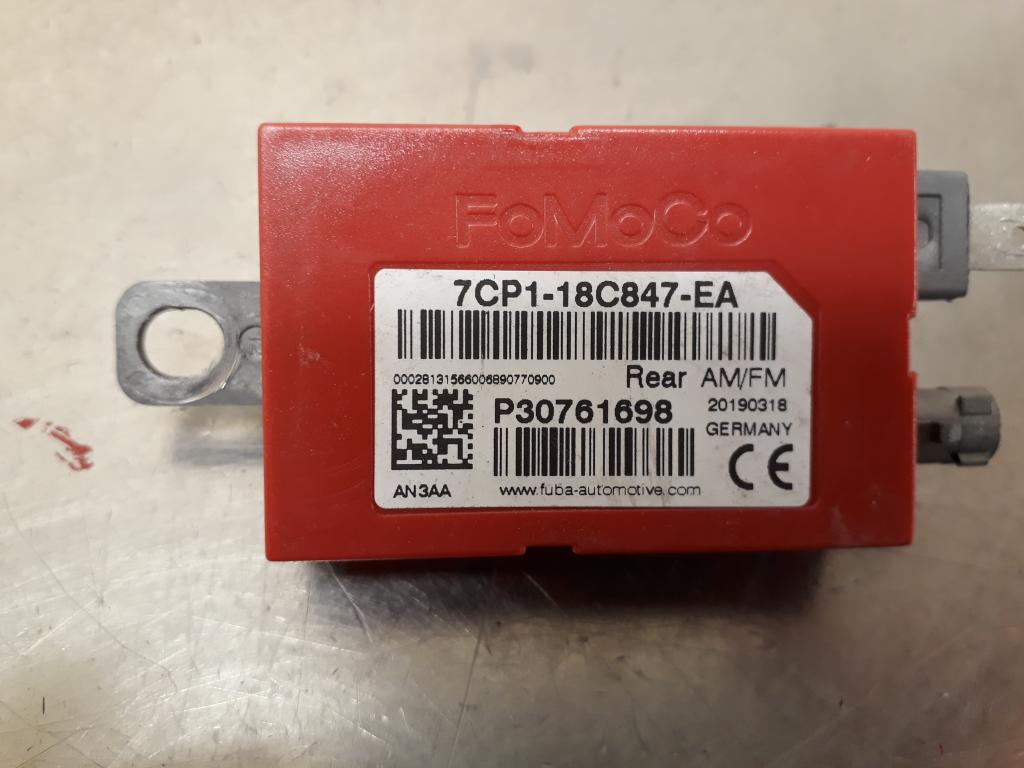 FoMoCo
7CP1-18C847-EA
00028131566006890770900
Rear AM/FM
P30761698
20190318
GERMANY
CE
AN3AA
www.fuba-automotive.com